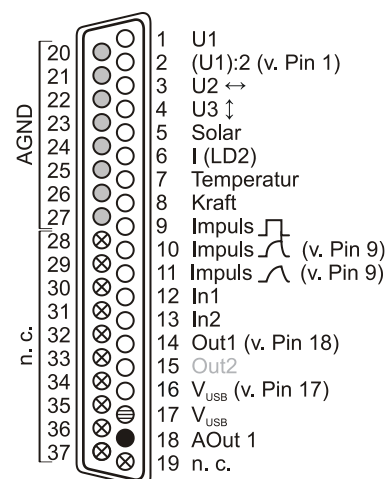 AGND
n. c.
20
21
22
23
24
25
26
27
28
29
30
31
32
33
34
35
36
37
1 U1
2 (U1):2 (v. Pin 1)
3 U2 ↔
4 U3 ↕
5 Solar
6 I (LD2)
7 Temperatur
8 Kraft
9 Impuls
10 Impuls (v. Pin 9)
11 Impuls (v. Pin 9)
12 In1
13 In2
14 Out1 (v. Pin 18)
15 Out2
16 VUSB (v. Pin 17)
17 VUSB
18 AOut 1
19 n. c.